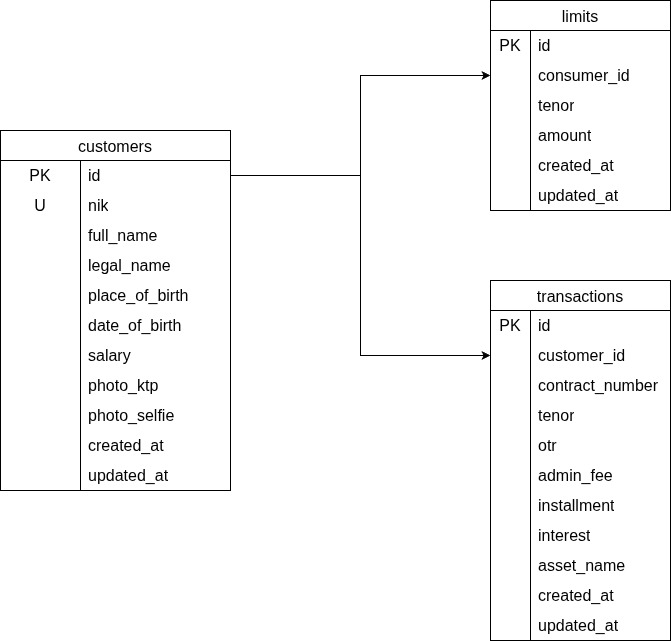 customers
PK id
U nik
full_name
legal_name
place_of_birth
date_of_birth
salary
photo_ktp
photo_selfie
created_at
updated_at
limits
PK id
consumer_id
tenor
amount
created_at
updated_at
transactions
PK id
customer_id
contract_number
tenor
otr
admin_fee
installment
interest
asset_name
created_at
updated_at